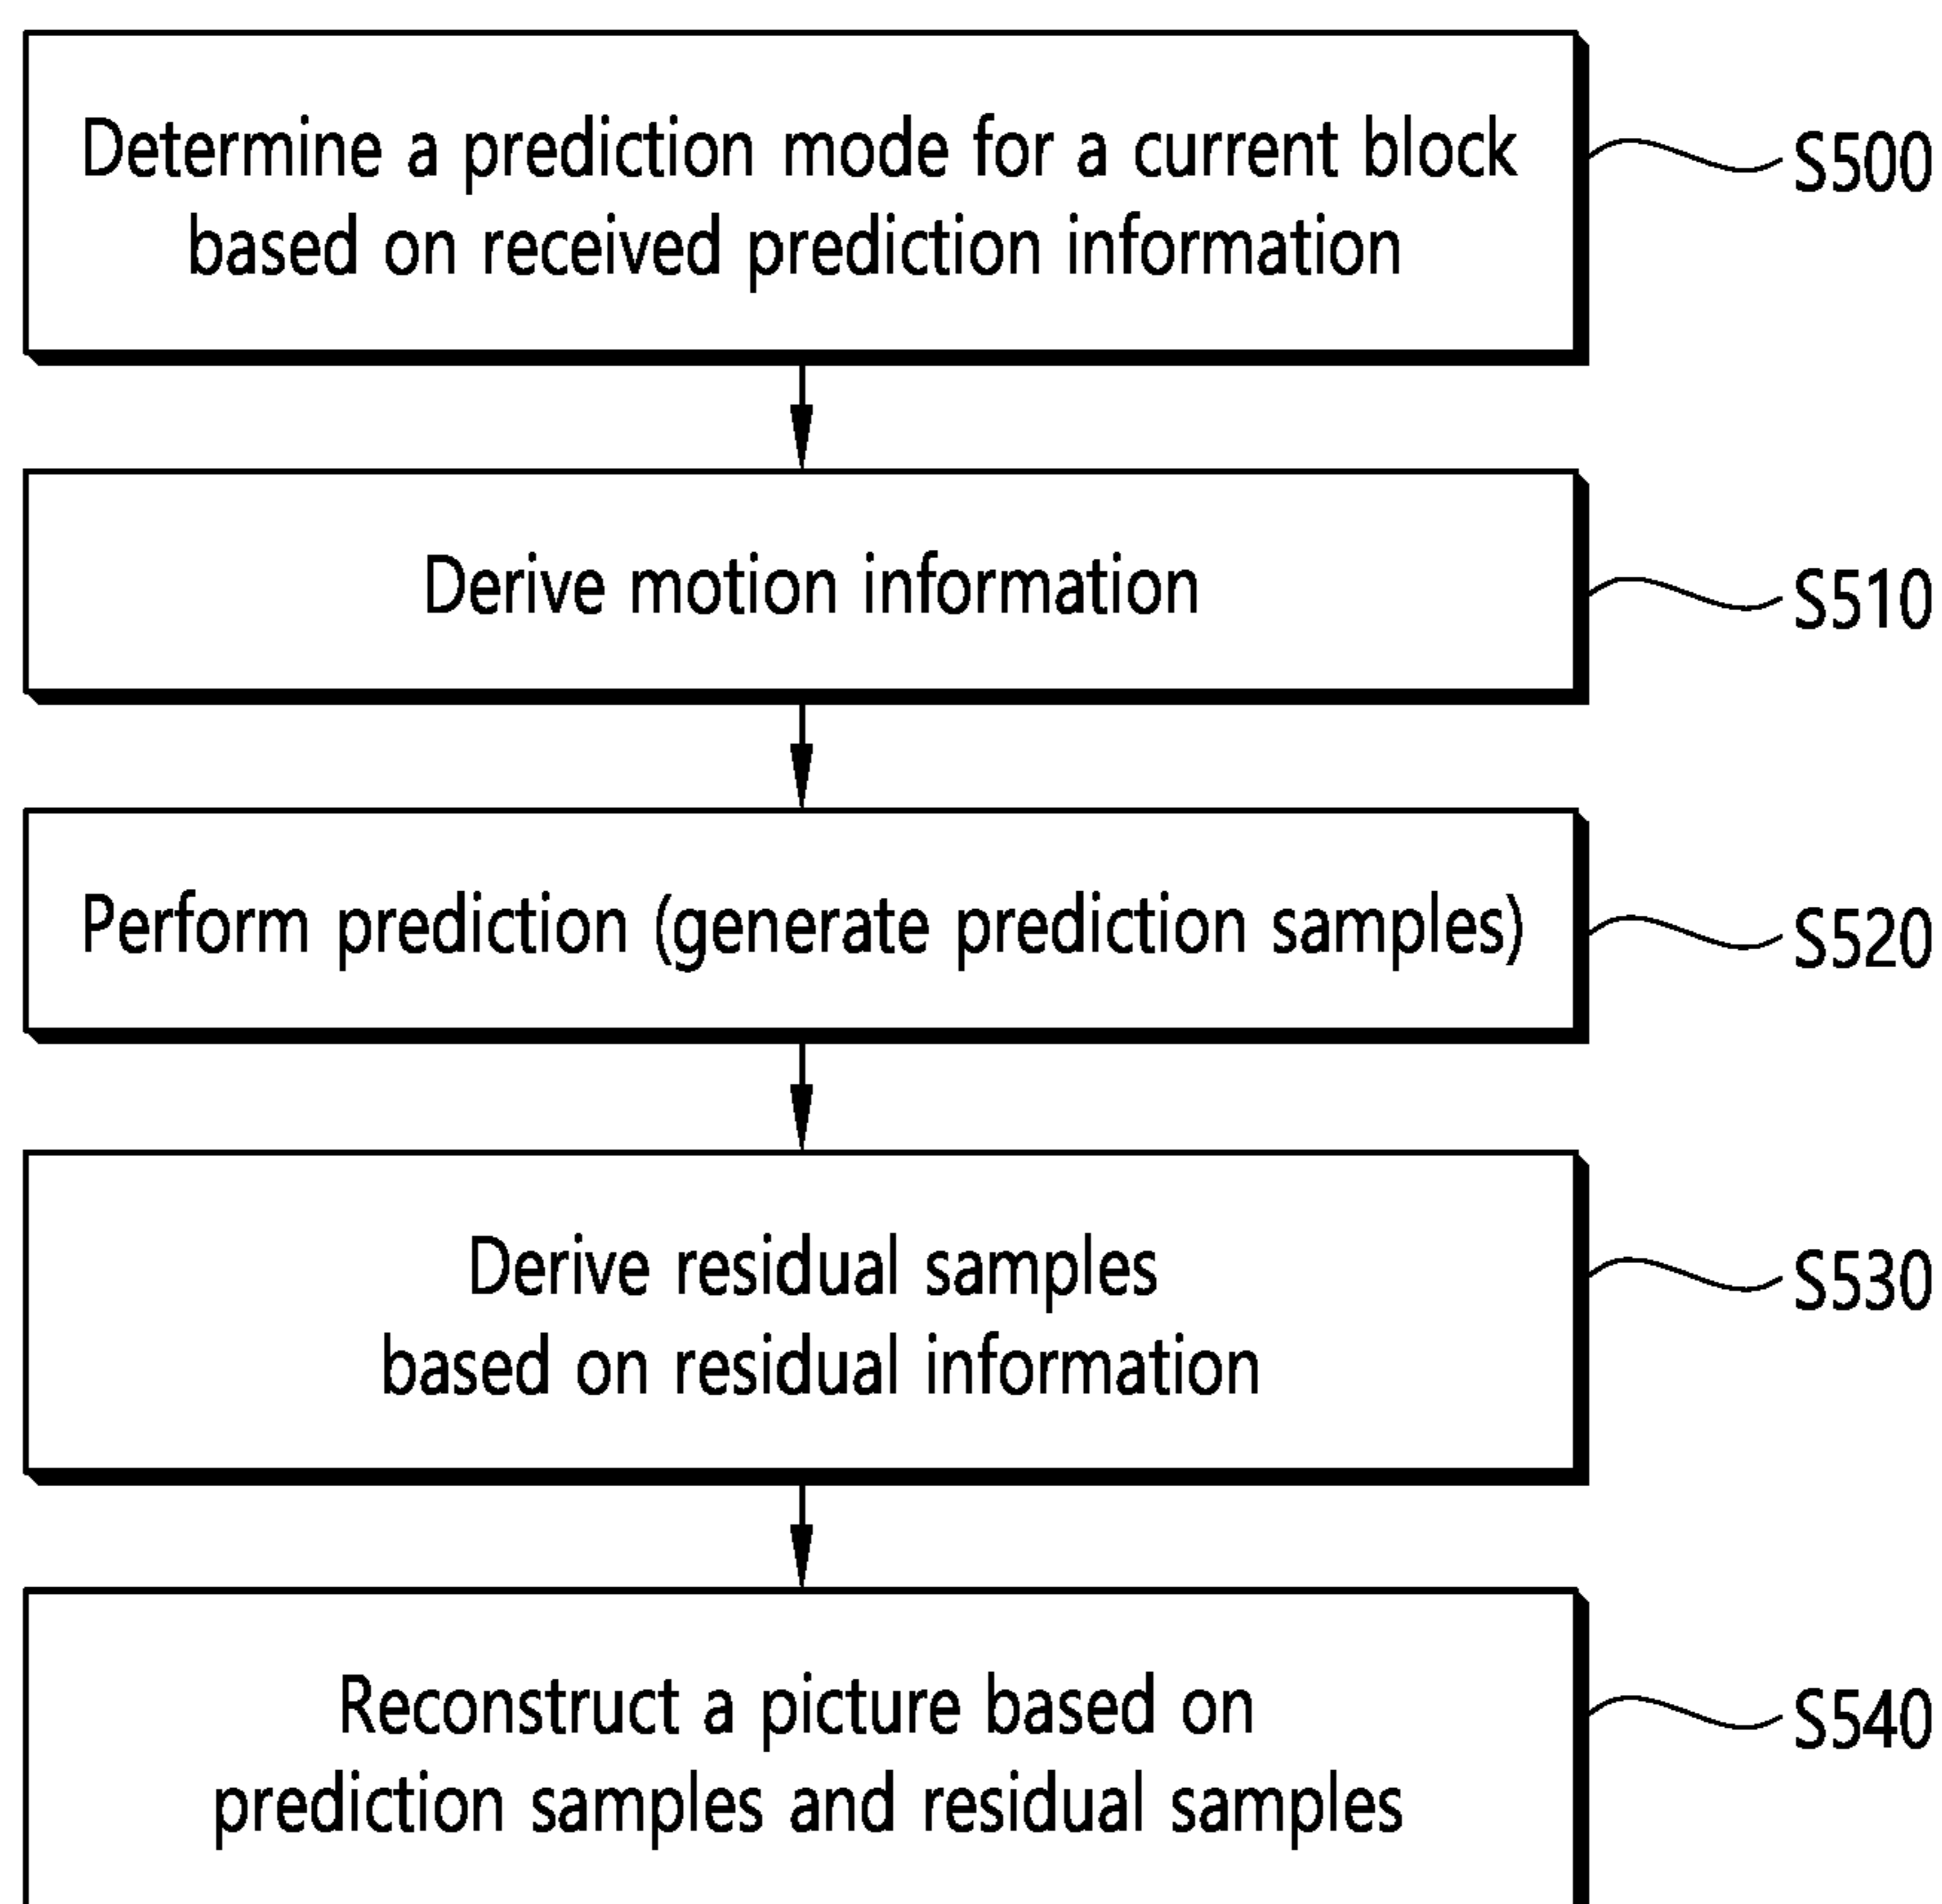 Determine a prediction mode for a current block
based on received prediction information
S500
Derive motion information
S510
Perform prediction (generate prediction samples)
S520
Derive residual samples
based on residual information
S530
Reconstruct a picture based on
prediction samples and residual samples
S540